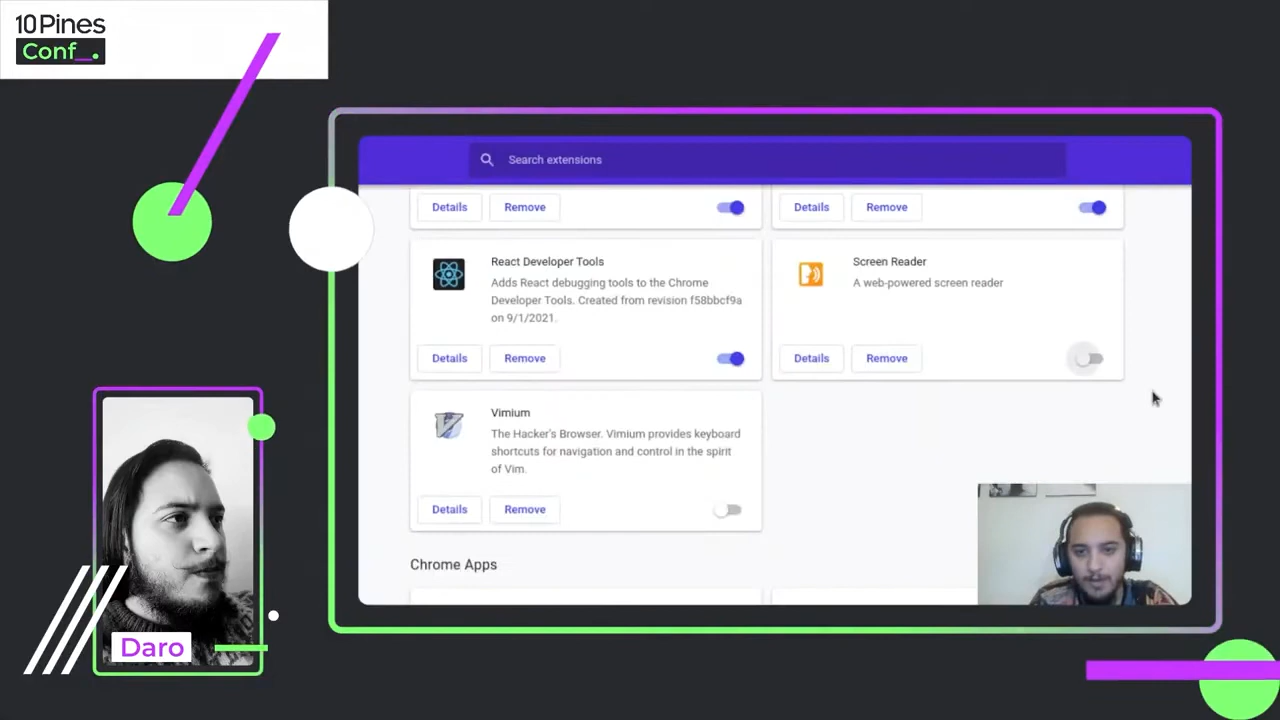 10Pines
Conf_.
Search extensions
Details
Remove
Details
Remove
React Developer Tools
Adds React debugging tools to the Chrome
Developer Tools. Created from revision f58bbcf9a
on 9/1/2021.
Details
Remove
Screen Reader
A web-powered screen reader
Details
Remove
Vimium
The Hacker's Browser. Vimium provides keyboard
shortcuts for navigation and control in the spirit
of Vim.
Details
Remove
Chrome Apps
Daro